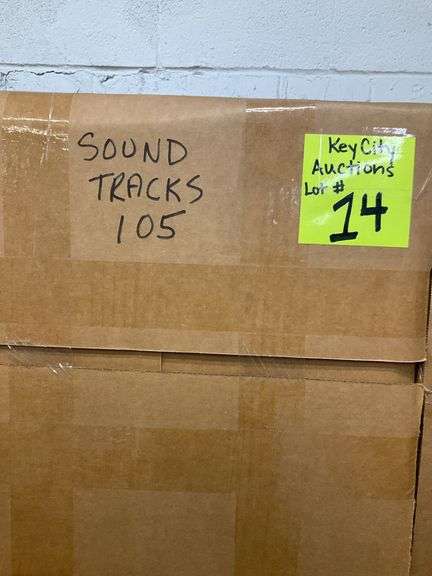 SOUND
TRACKS
105
Key City
Auctions
Lot #
14